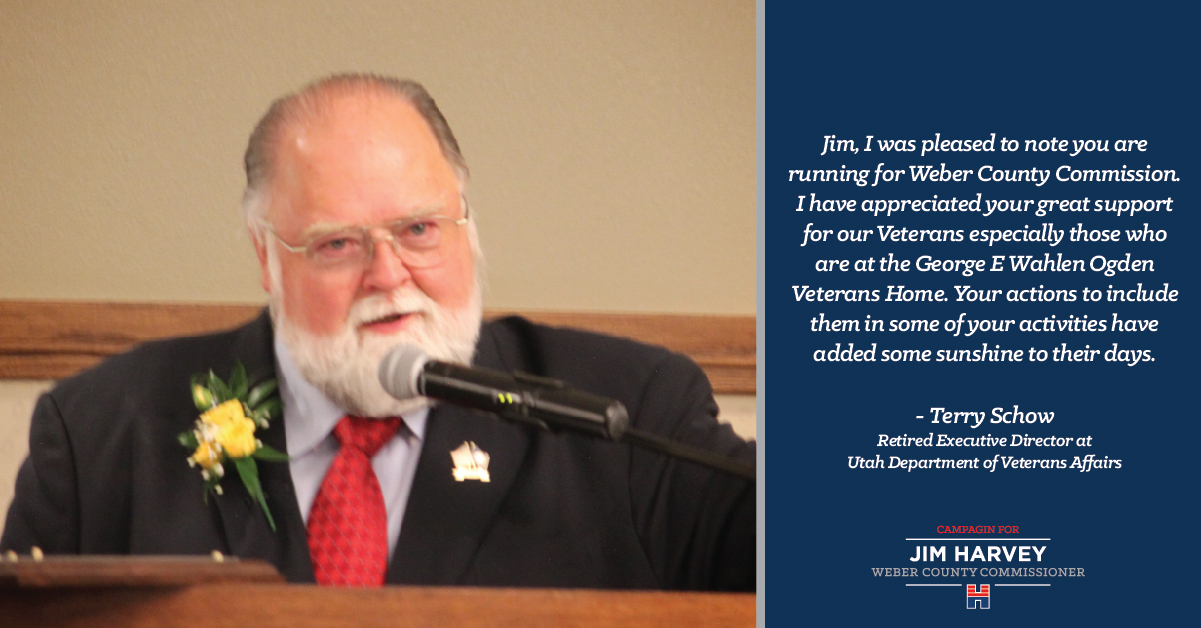 Jim, I was pleased to note you are
running for Weber County Commission.
I have appreciated your great support
for our Veterans especially those who
are at the George E Wahlen Ogden
Veterans Home. Your actions to include
them in some of your activities have
added some sunshine to their days.
- Terry Schow
Retired Executive Director at
Utah Department of Veterans Affairs
CAMPAGIN FOR
JIM HARVEY
WEBER COUNTY COMMISSIONER